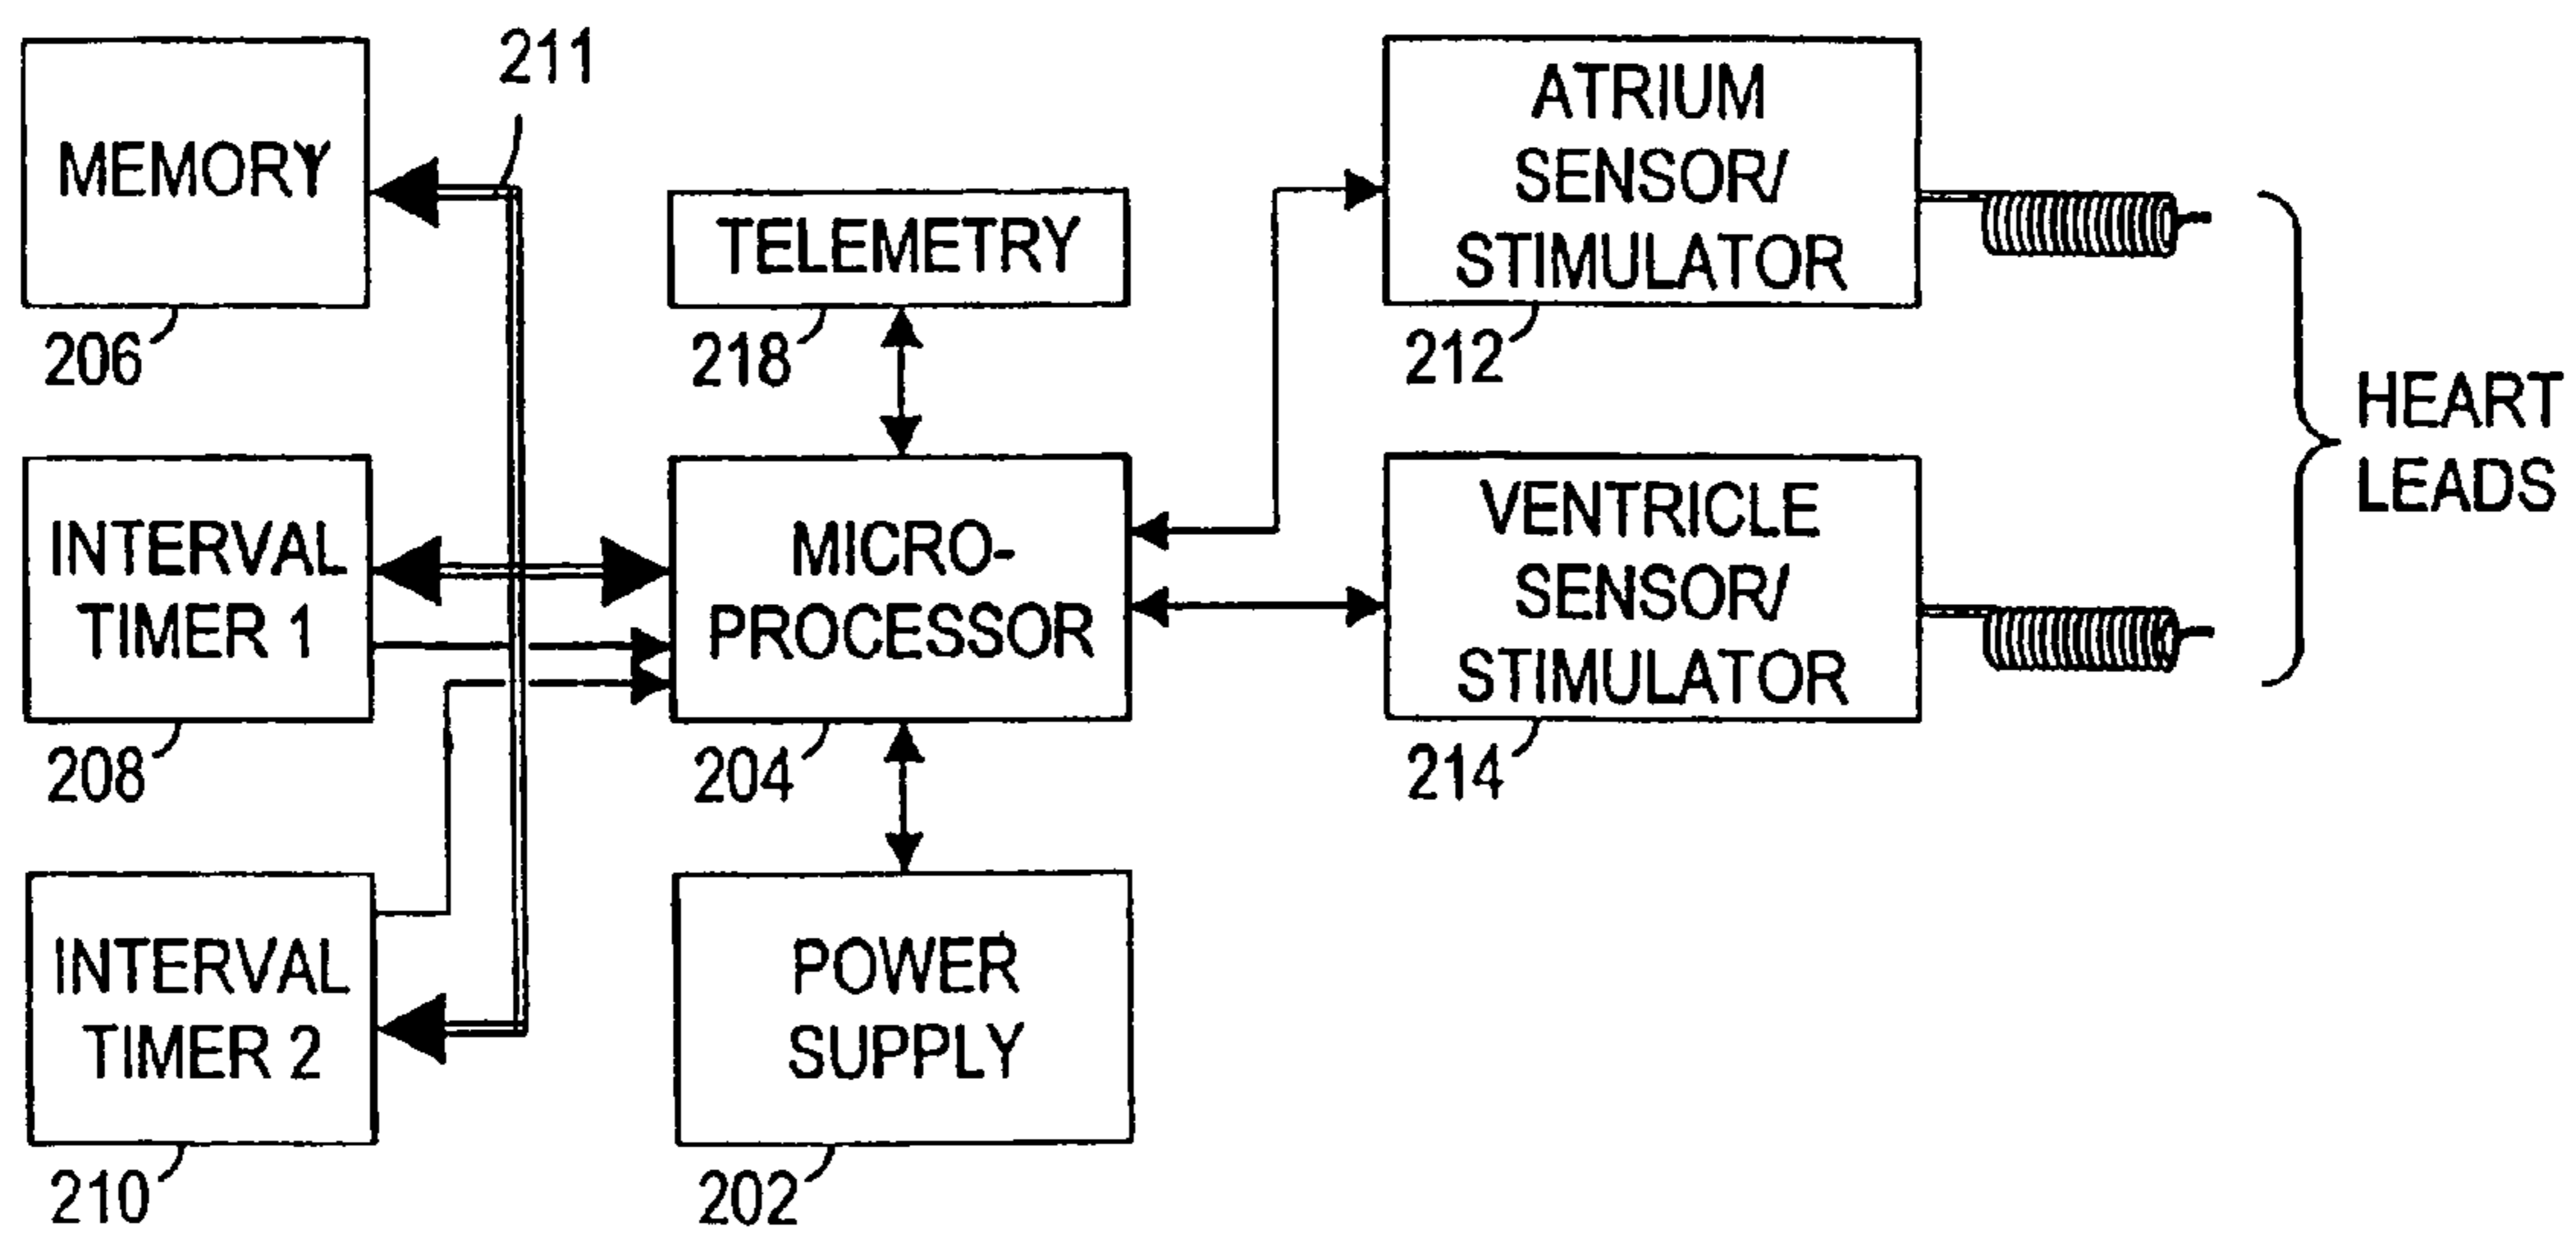 211
MEMORY
206
TELEMETRY
218
ATRIUM
SENSOR/
STIMULATOR
212
HEART
LEADS
INTERVAL
TIMER 1
208
MICRO-
PROCESSOR
204
VENTRICLE
SENSOR/
STIMULATOR
214
INTERVAL
TIMER 2
210
POWER
SUPPLY
202